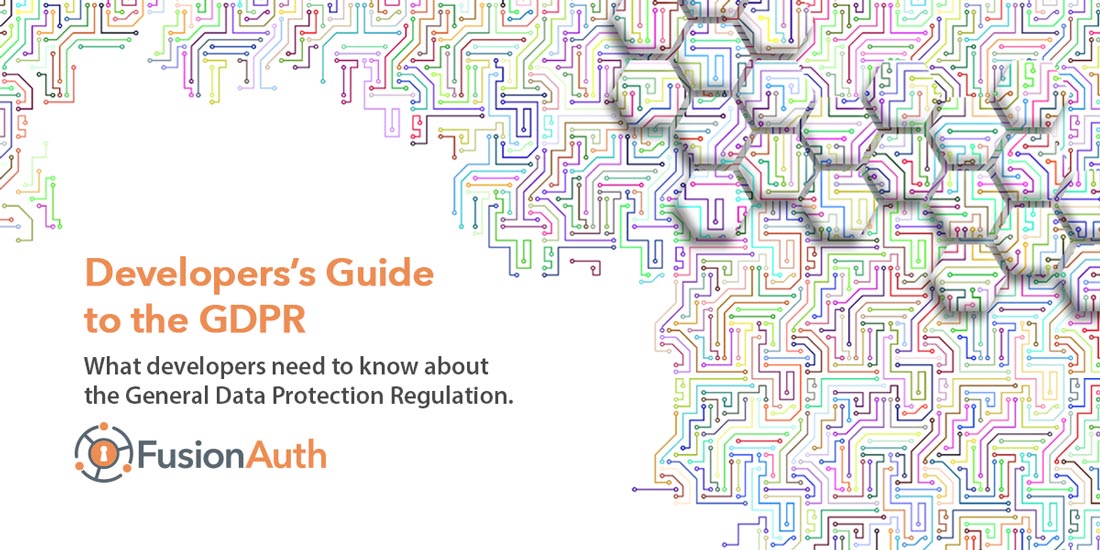 Developers’s Guide
to the GDPR
What developers need to know about
the General Data Protection Regulation.
FusionAuth